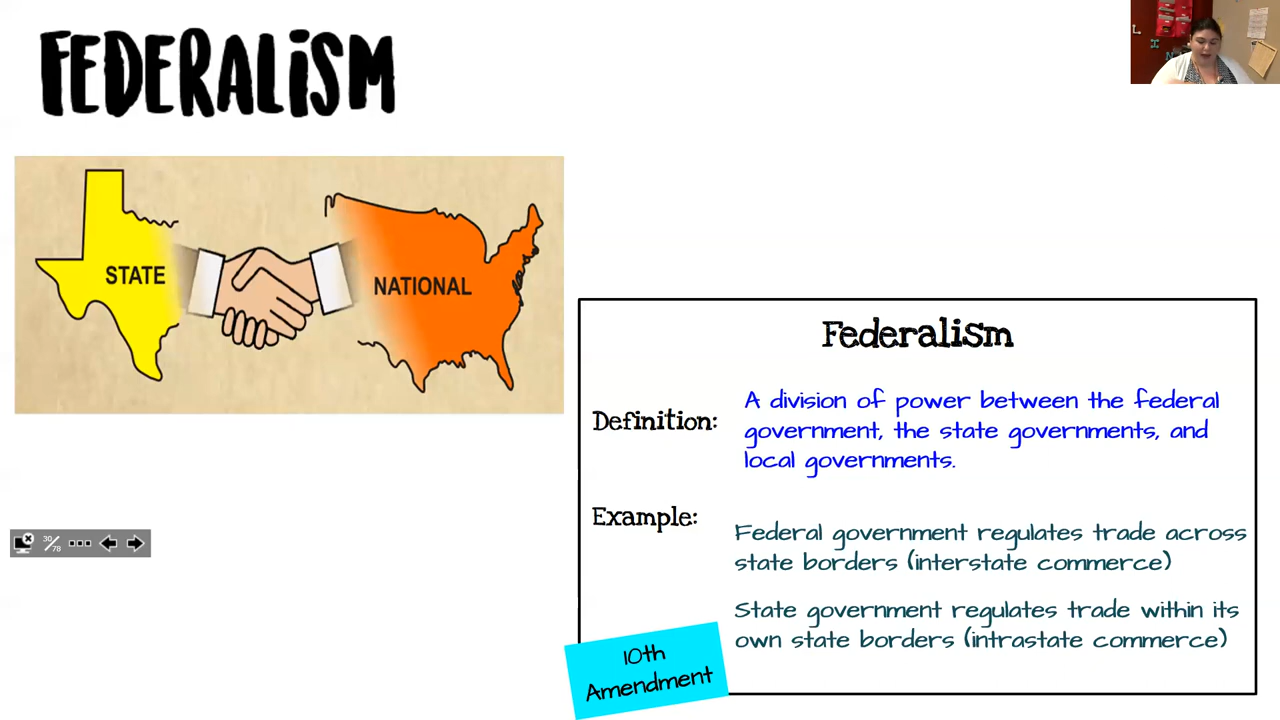 FEDERALISM
STATE
NATIONAL
Federalism
Definition:
A division of power between the federal
government, the state governments, and
local governments.
Example:
Federal government regulates trade across
state borders (interstate commerce)
State government regulates trade within its
own state borders (intrastate commerce)
10th
Amendment
30/78